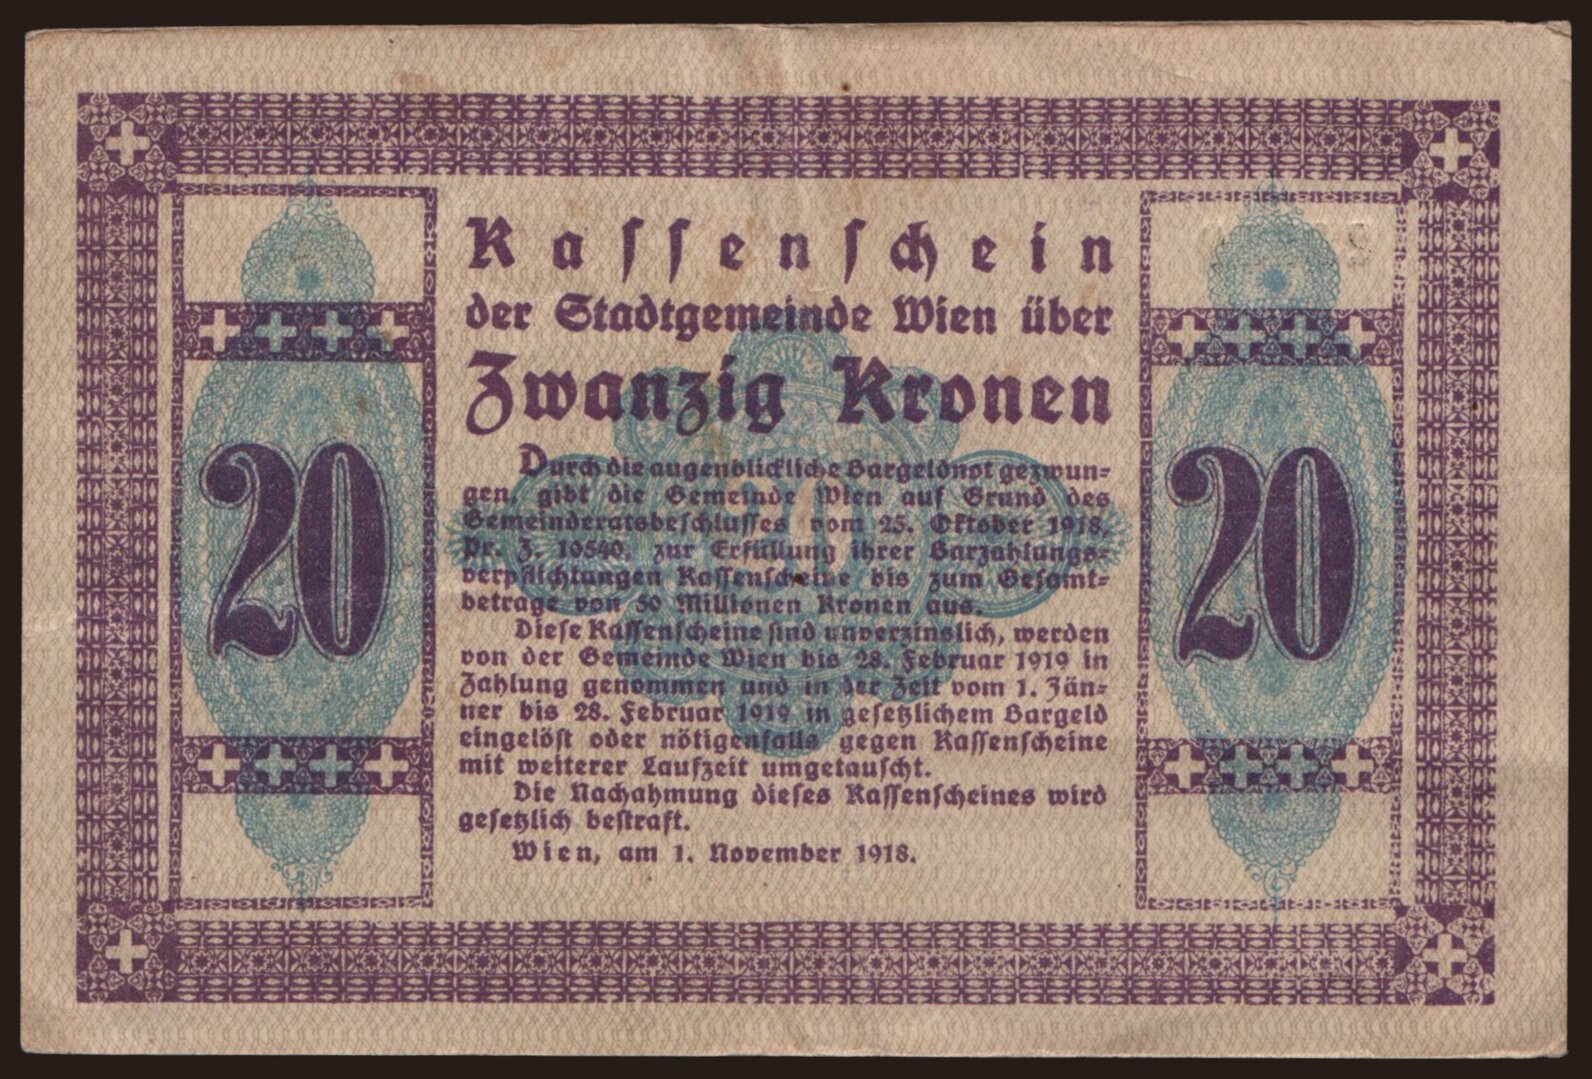 Kassenschein
der Stadtgemeinde Wien über
Zwanzig Kronen
20
20
20
Durch die augenblickliche Bargeldnot gezwun-
gen, gibt die Gemeinde Wien auf Grund des
Gemeinderatsbeschlusses vom 25. Oktober 1918,
Pr. Z. 10540, zur Erfüllung ihrer Barzahlungs-
verpflichtungen Kassenscheine bis zum Gesamt-
betrage von 50 Millionen Kronen aus.
Diese Kassenscheine sind unverzinslich, werden
von der Gemeinde Wien bis 28. Februar 1919 in
Zahlung genommen und in der Zeit vom 1. Jän-
ner bis 28. Februar 1919 in gesetzlichem Bargeld
eingelöst oder nötigenfalls gegen Kassenscheine
mit weiterer Laufzeit umgetauscht.
Die Nachahmung dieses Kassenscheines wird
gesetzlich bestraft.
Wien, am 1. November 1918.